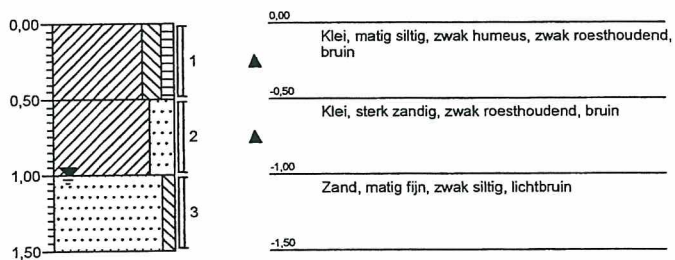 0,00
0,50
1,00
1,50
1
2
3
0,00
Klei, matig siltig, zwak humeus, zwak roesthoudend,
bruin
-0,50
Klei, sterk zandig, zwak roesthoudend, bruin
-1,00
Zand, matig fijn, zwak siltig, lichtbruin
-1,50